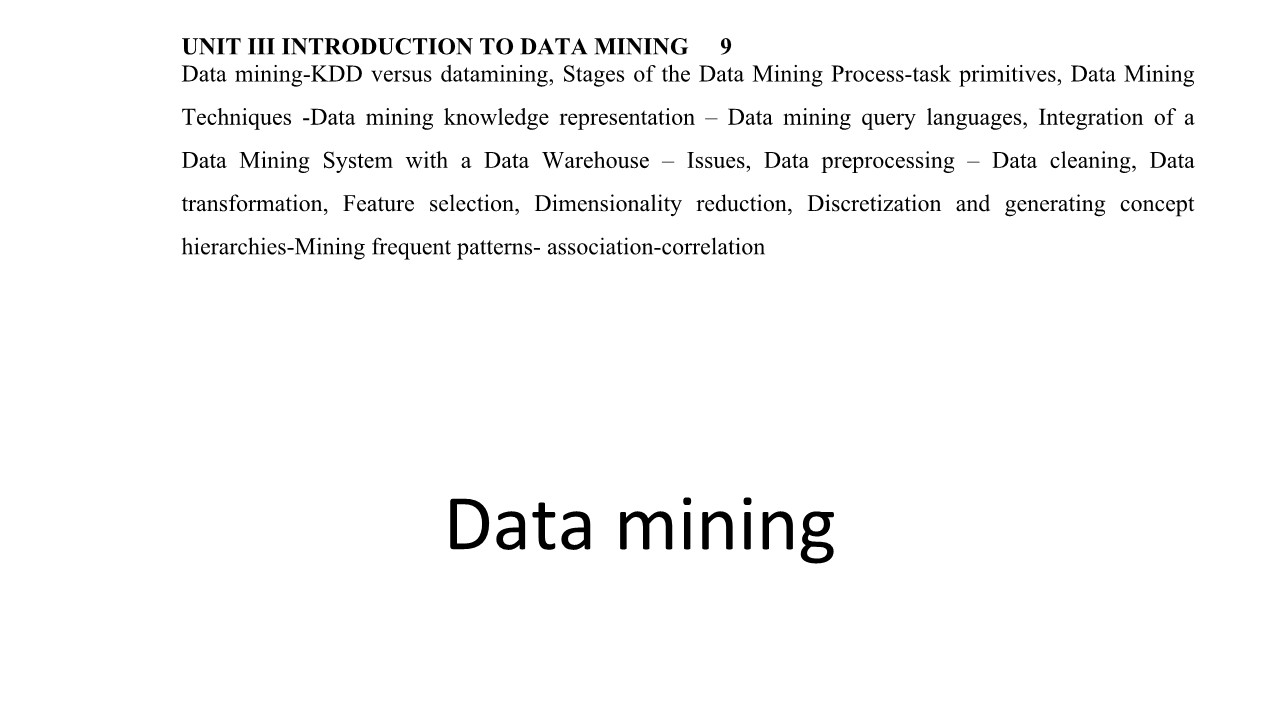 UNIT III INTRODUCTION TO DATA MINING 9
Data mining-KDD versus datamining, Stages of the Data Mining Process-task primitives, Data Mining
Techniques -Data mining knowledge representation – Data mining query languages, Integration of a
Data Mining System with a Data Warehouse – Issues, Data preprocessing – Data cleaning, Data
transformation, Feature selection, Dimensionality reduction, Discretization and generating concept
hierarchies-Mining frequent patterns- association-correlation
Data mining